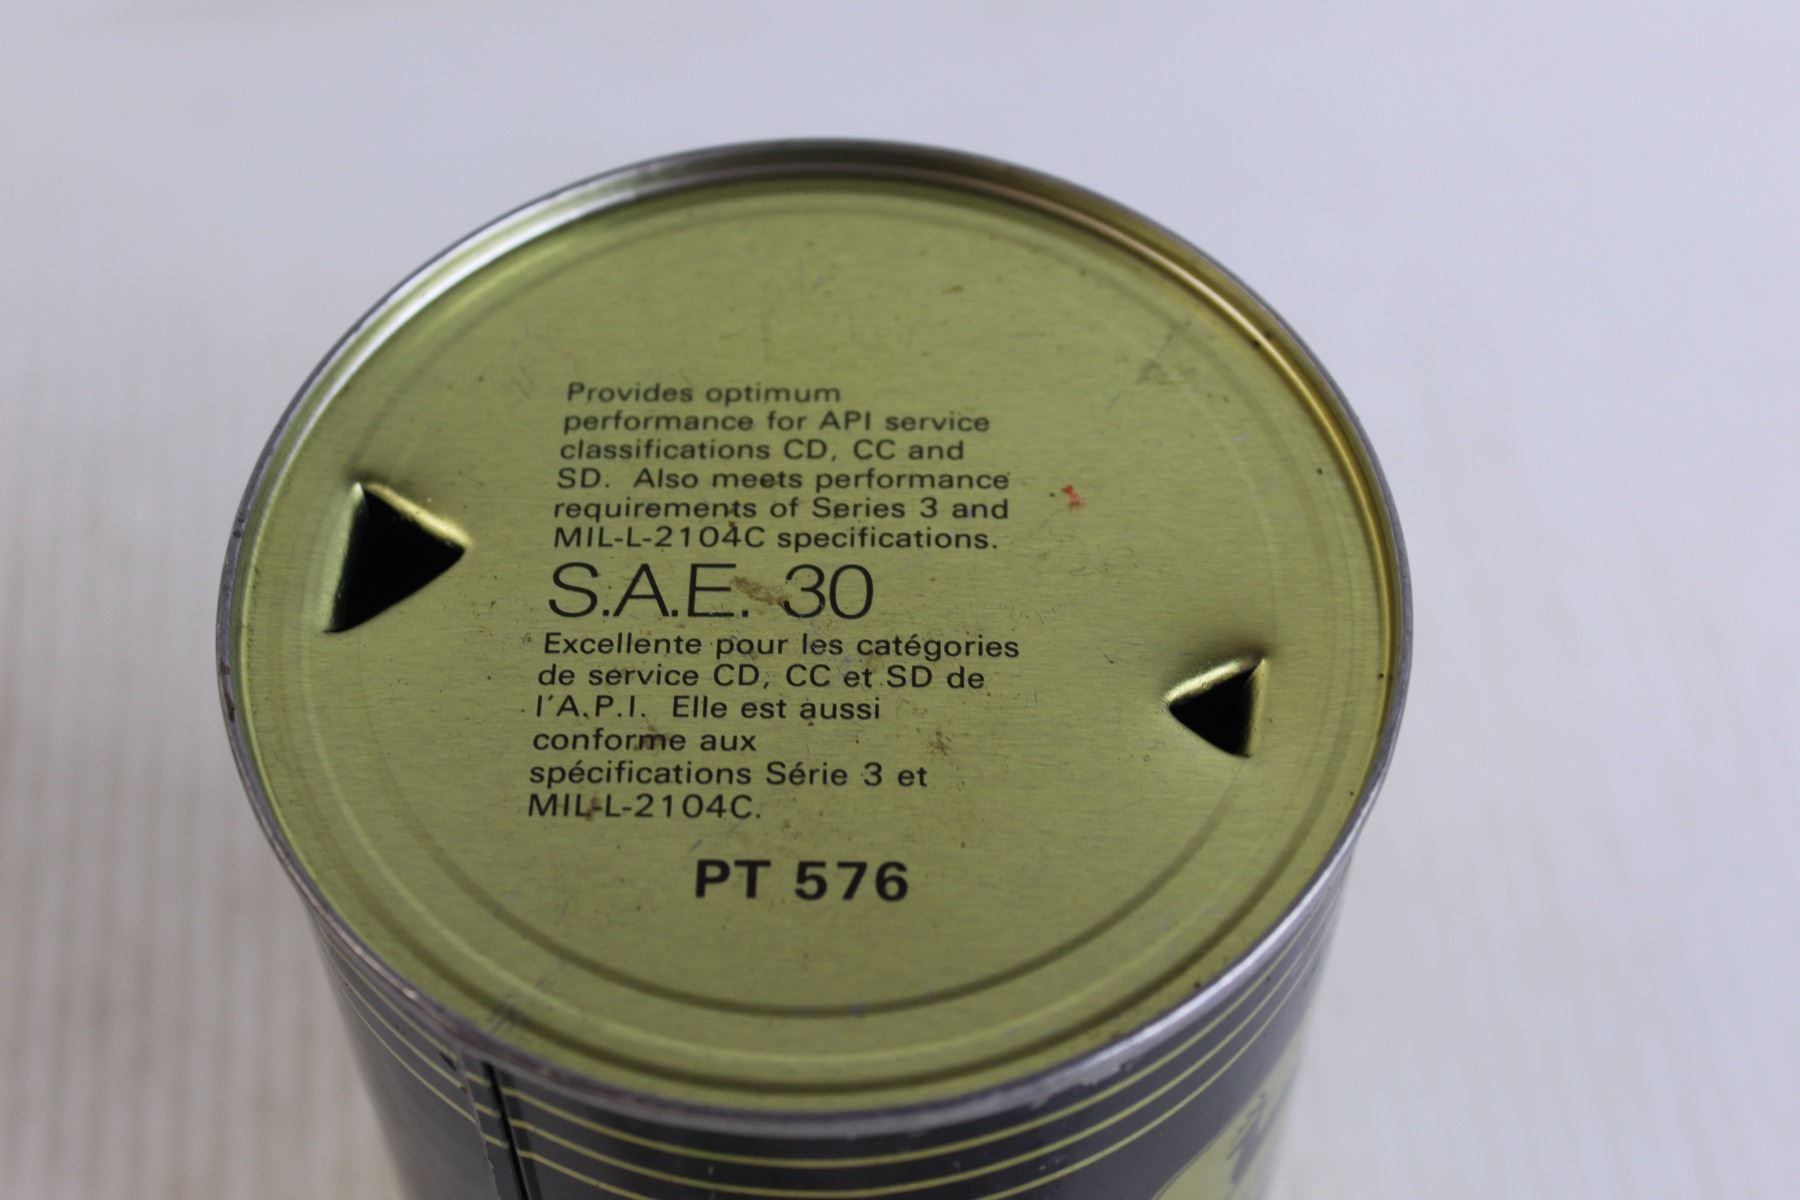 Provides optimum
performance for API service
classifications CD, CC and
SD. Also meets performance
requirements of Series 3 and
MIL-L-2104C specifications.
S.A.E. 30
Excellente pour les catégories
de service CD, CC et SD de
l'A.P.I. Elle est aussi
conforme aux
spécifications Série 3 et
MIL-L-2104C.
PT 576